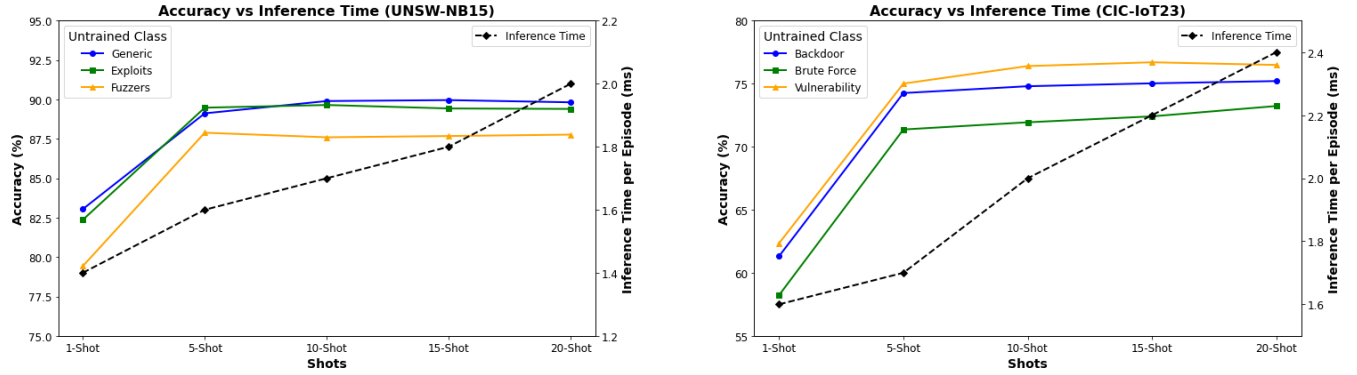 Accuracy vs Inference Time (UNSW-NB15)
95.0
92.5
90.0
87.5
85.0
82.5
80.0
77.5
75.0
Accuracy (%)
Untrained Class
Generic
Exploits
Fuzzers
Inference Time
2.2
2.0
1.8
1.6
1.4
1.2
Inference Time per Episode (ms)
1-Shot 5-Shot 10-Shot 15-Shot 20-Shot
Shots
Accuracy vs Inference Time (CIC-IoT23)
80
75
70
65
60
55
Accuracy (%)
Untrained Class
Backdoor
Brute Force
Vulnerability
Inference Time
2.4
2.2
2.0
1.8
1.6
Inference Time per Episode (ms)
1-Shot 5-Shot 10-Shot 15-Shot 20-Shot
Shots